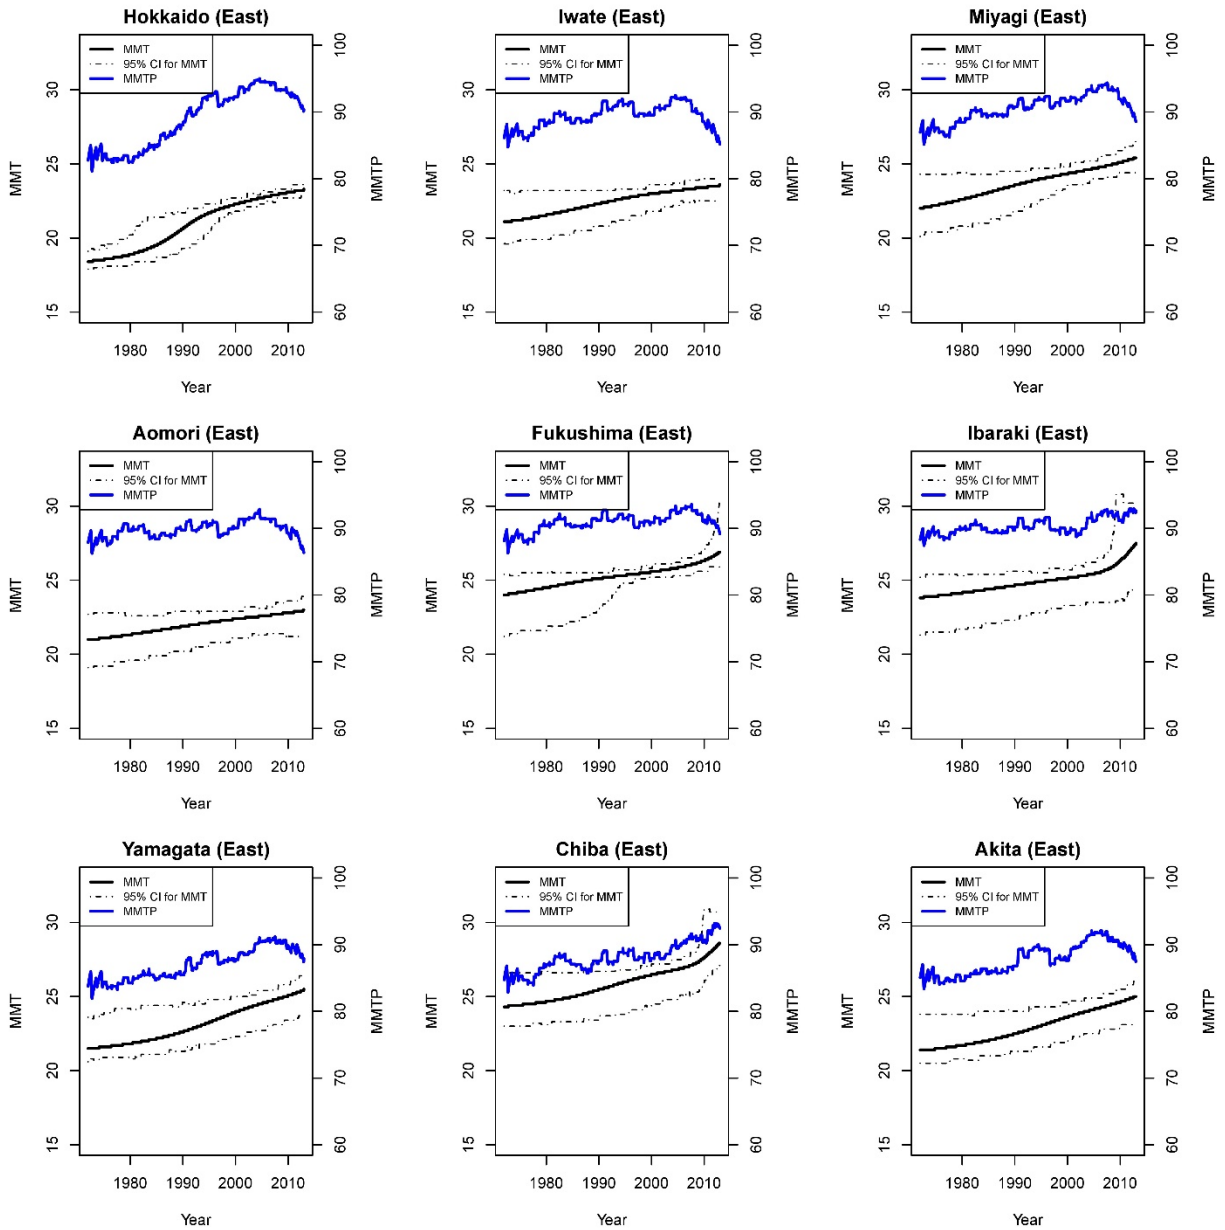 Hokkaido (East)
MMT
95% CI for MMT
MMTP
30
25
20
15
MMT
100
90
80
70
60
MMTP
1980 1990 2000 2010
Year
Iwate (East)
MMT
95% CI for MMT
MMTP
30
25
20
15
MMT
100
90
80
70
60
MMTP
1980 1990 2000 2010
Year
Miyagi (East)
MMT
95% CI for MMT
MMTP
30
25
20
15
MMT
100
90
80
70
60
MMTP
1980 1990 2000 2010
Year
Aomori (East)
MMT
95% CI for MMT
MMTP
30
25
20
15
MMT
100
90
80
70
60
MMTP
1980 1990 2000 2010
Year
Fukushima (East)
MMT
95% CI for MMT
MMTP
30
25
20
15
MMT
100
90
80
70
60
MMTP
1980 1990 2000 2010
Year
Ibaraki (East)
MMT
95% CI for MMT
MMTP
30
25
20
15
MMT
100
90
80
70
60
MMTP
1980 1990 2000 2010
Year
Yamagata (East)
MMT
95% CI for MMT
MMTP
30
25
20
15
MMT
100
90
80
70
60
MMTP
1980 1990 2000 2010
Year
Chiba (East)
MMT
95% CI for MMT
MMTP
30
25
20
15
MMT
100
90
80
70
60
MMTP
1980 1990 2000 2010
Year
Akita (East)
MMT
95% CI for MMT
MMTP
30
25
20
15
MMT
100
90
80
70
60
MMTP
1980 1990 2000 2010
Year